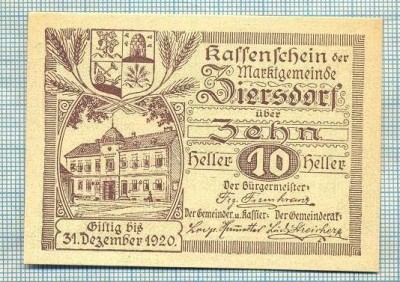 Kassenschein der
Marktgemeinde
Ziersdorf
über
Zehn
Heller 10 Heller
Der Bürgermeister:
Der Gemeinder. u. Kassier. Der Gemeinderat:
Giltig bis
31. Dezember 1920.